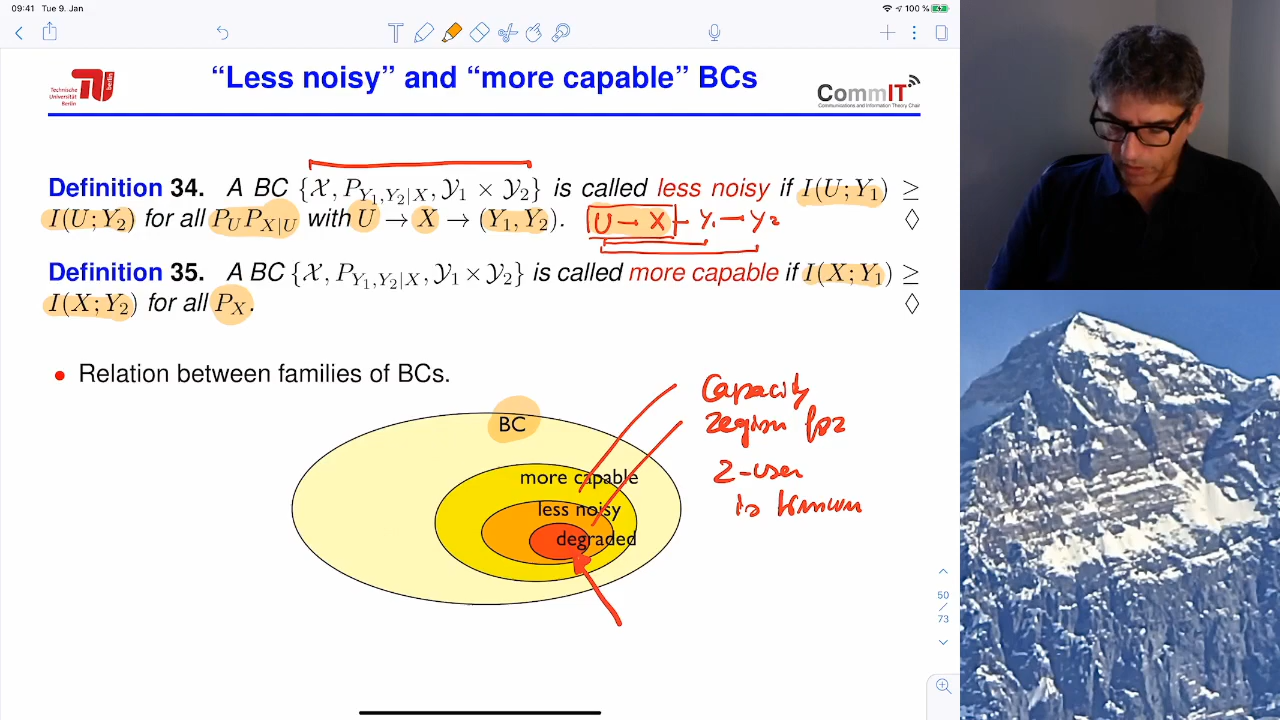 09:41 Tue 9. Jan
100 %
"Less noisy" and "more capable" BCs
Technische
Universität
Berlin
CommIT
Communications and Information Theory Chair
Definition 34. A BC {𝒳, P_{Y₁,Y₂|X}, 𝒴₁ × 𝒴₂} is called less noisy if I(U; Y₁) ≥
I(U; Y₂) for all P_U P_{X|U} with U → X → (Y₁, Y₂). ◊
U — X — Y₁ — Y₂
Definition 35. A BC {𝒳, P_{Y₁,Y₂|X}, 𝒴₁ × 𝒴₂} is called more capable if I(X; Y₁) ≥
I(X; Y₂) for all P_X. ◊
• Relation between families of BCs.
BC
more capable
less noisy
degraded
Capacity
region for
2-user
is known
50
/
73